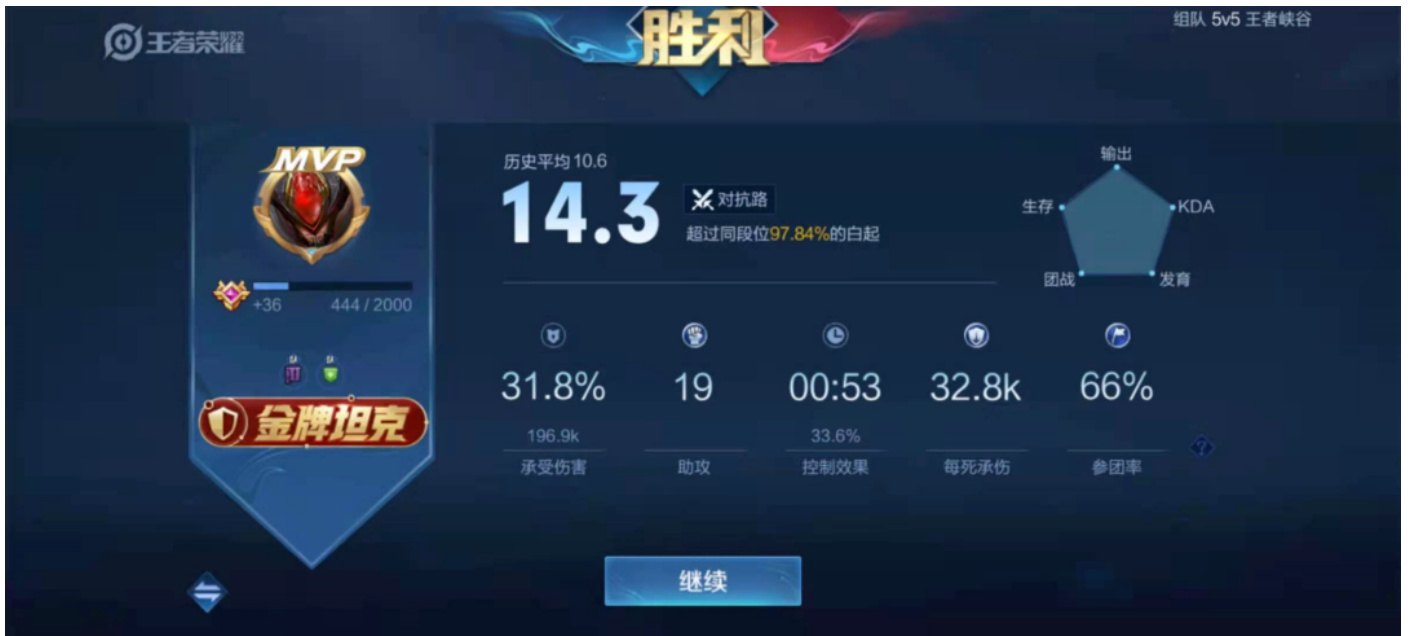 王者荣耀
胜利
组队 5v5 王者峡谷
MVP
+36
444 / 2000
金牌坦克
历史平均 10.6
14.3
对抗路
超过同段位97.84%的白起
输出
生存
KDA
团战
发育
31.8%
19
00:53
32.8k
66%
196.9k
33.6%
承受伤害
助攻
控制效果
每死承伤
参团率
?
继续